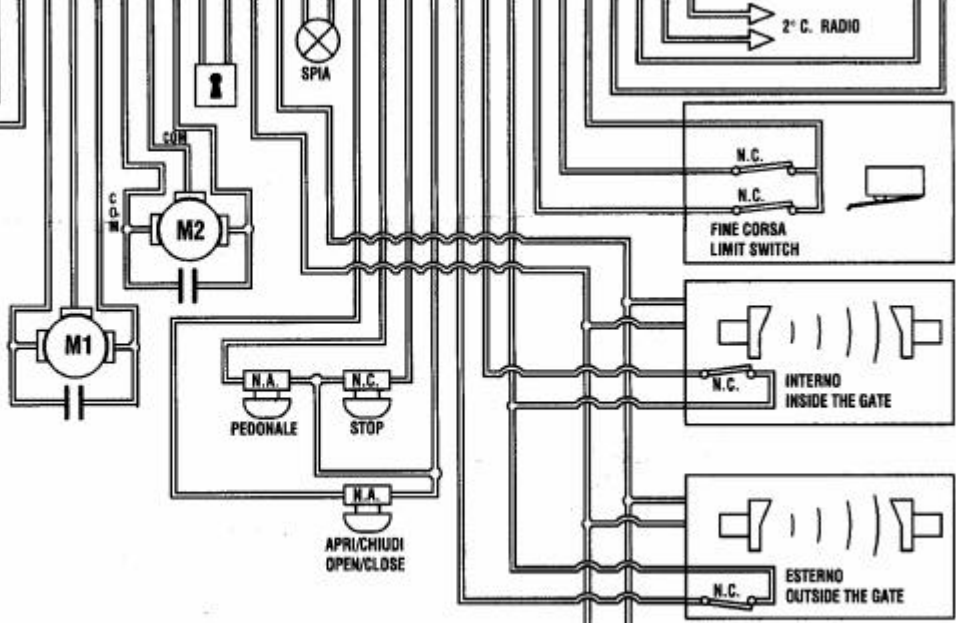 2° C. RADIO
SPIA
COM
COM
M2
M1
N.C.
N.C.
FINE CORSA
LIMIT SWITCH
N.A.
N.C.
PEDONALE
STOP
N.C.
INTERNO
INSIDE THE GATE
N.A.
APRI/CHIUDI
OPEN/CLOSE
N.C.
ESTERNO
OUTSIDE THE GATE